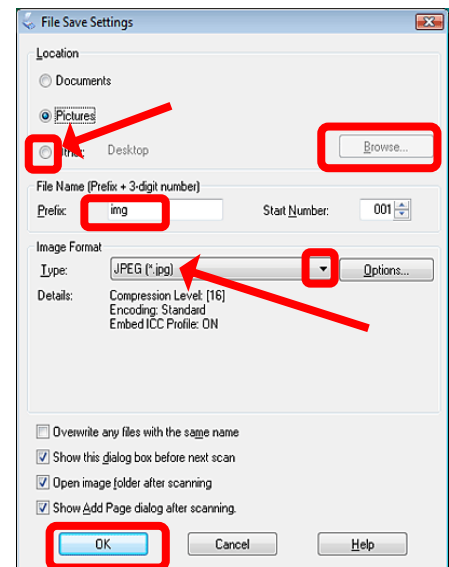 File Save Settings
Location
Documents
Pictures
Other: Desktop Browse...
File Name (Prefix + 3-digit number)
Prefix: img Start Number: 001
Image Format
Type: JPEG (*.jpg) Options...
Details: Compression Level: [16]
Encoding: Standard
Embed ICC Profile: ON
Overwrite any files with the same name
Show this dialog box before next scan
Open image folder after scanning
Show Add Page dialog after scanning.
OK Cancel Help